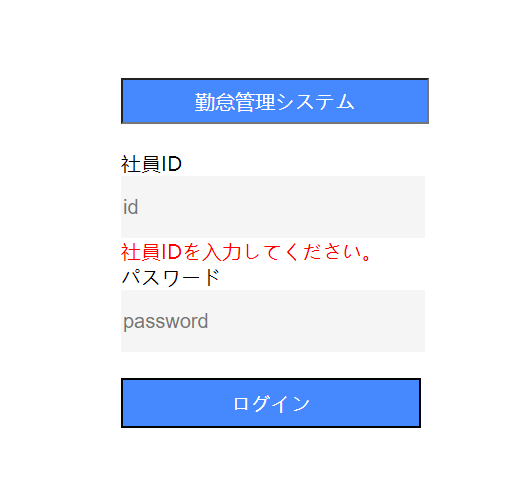 勤怠管理システム
社員ID
id
社員IDを入力してください。
パスワード
password
ログイン